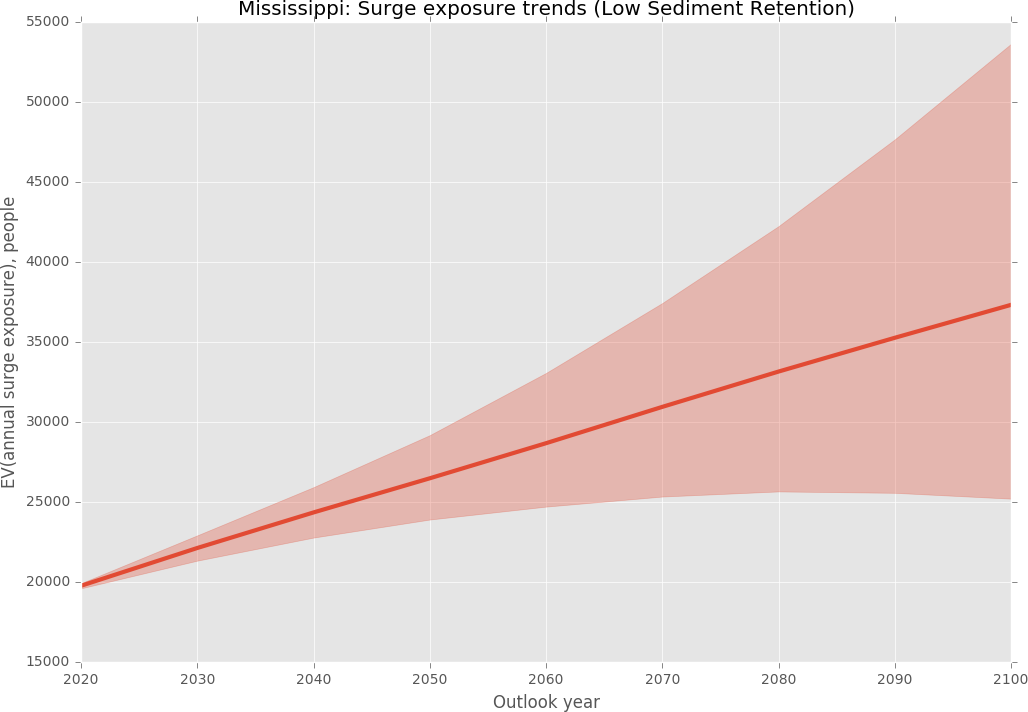 Mississippi: Surge exposure trends (Low Sediment Retention)
55000
50000
45000
40000
35000
30000
25000
20000
15000
EV(annual surge exposure), people
2020 2030 2040 2050 2060 2070 2080 2090 2100
Outlook year